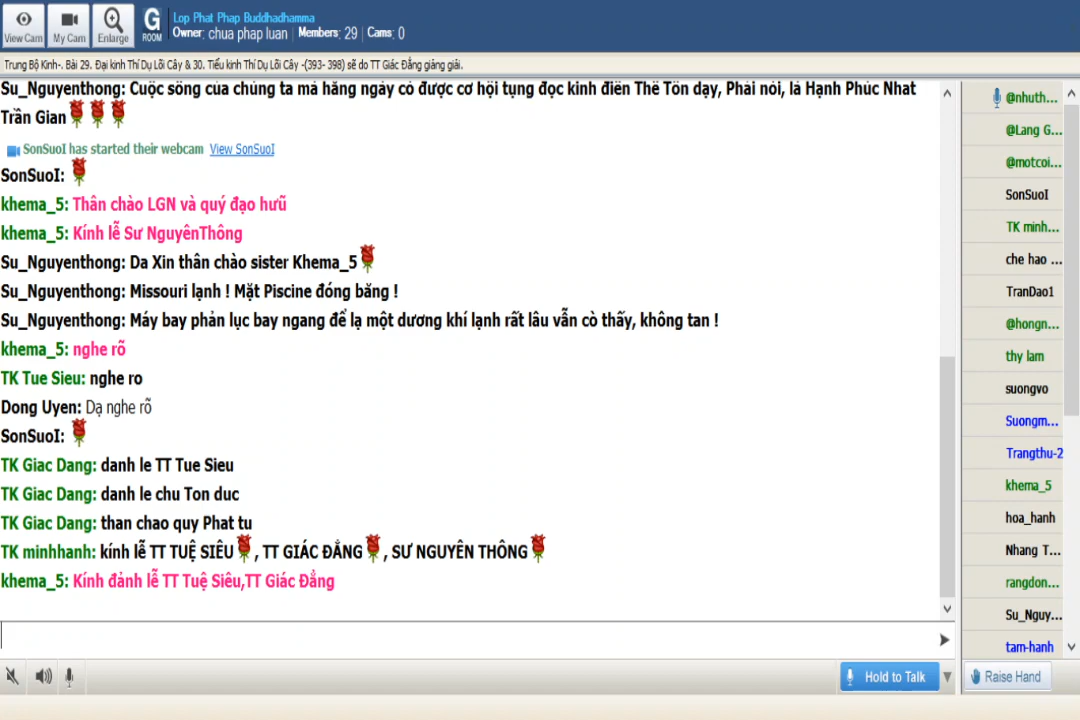 View Cam
My Cam
Enlarge
G
ROOM
Lop Phat Phap Buddhadhamma
Owner: chua phap luan | Members: 29 | Cams: 0
Trung Bộ Kinh-. Bài 29. Đại kinh Thí Dụ Lõi Cây & 30. Tiểu kinh Thí Dụ Lõi Cây -(393- 398) sẽ do TT Giác Đẳng giảng giải.
Su_Nguyenthong: Cuộc sống của chúng ta mà hằng ngày có được cơ hội tụng đọc kinh điển Thế Tôn dạy, Phải nói, là Hạnh Phúc Nhat
Trần Gian
SonSuoI has started their webcam View SonSuoI
SonSuoI:
khema_5: Thân chào LGN và quý đạo hưũ
khema_5: Kính lễ Sư NguyênThông
Su_Nguyenthong: Da Xin thân chào sister Khema_5
Su_Nguyenthong: Missouri lạnh ! Mặt Piscine đóng băng !
Su_Nguyenthong: Máy bay phản lục bay ngang để lạ một dương khí lạnh rất lâu vẫn cò thấy, không tan !
khema_5: nghe rõ
TK Tue Sieu: nghe ro
Dong Uyen: Dạ nghe rõ
SonSuoI:
TK Giac Dang: danh le TT Tue Sieu
TK Giac Dang: danh le chu Ton duc
TK Giac Dang: than chao quy Phat tu
TK minhhanh: kính lễ TT TUỆ SIÊU, TT GIÁC ĐẲNG, SƯ NGUYÊN THÔNG
khema_5: Kính đảnh lễ TT Tuệ Siêu,TT Giác Đẳng
@nhuth...
@Lang G...
@motcoi...
SonSuoI
TK minh...
che hao ...
TranDao1
@hongn...
thy lam
suongvo
Suongm...
Trangthu-2
khema_5
hoa_hanh
Nhang T...
rangdon...
Su_Nguy...
tam-hanh
Hold to Talk
Raise Hand